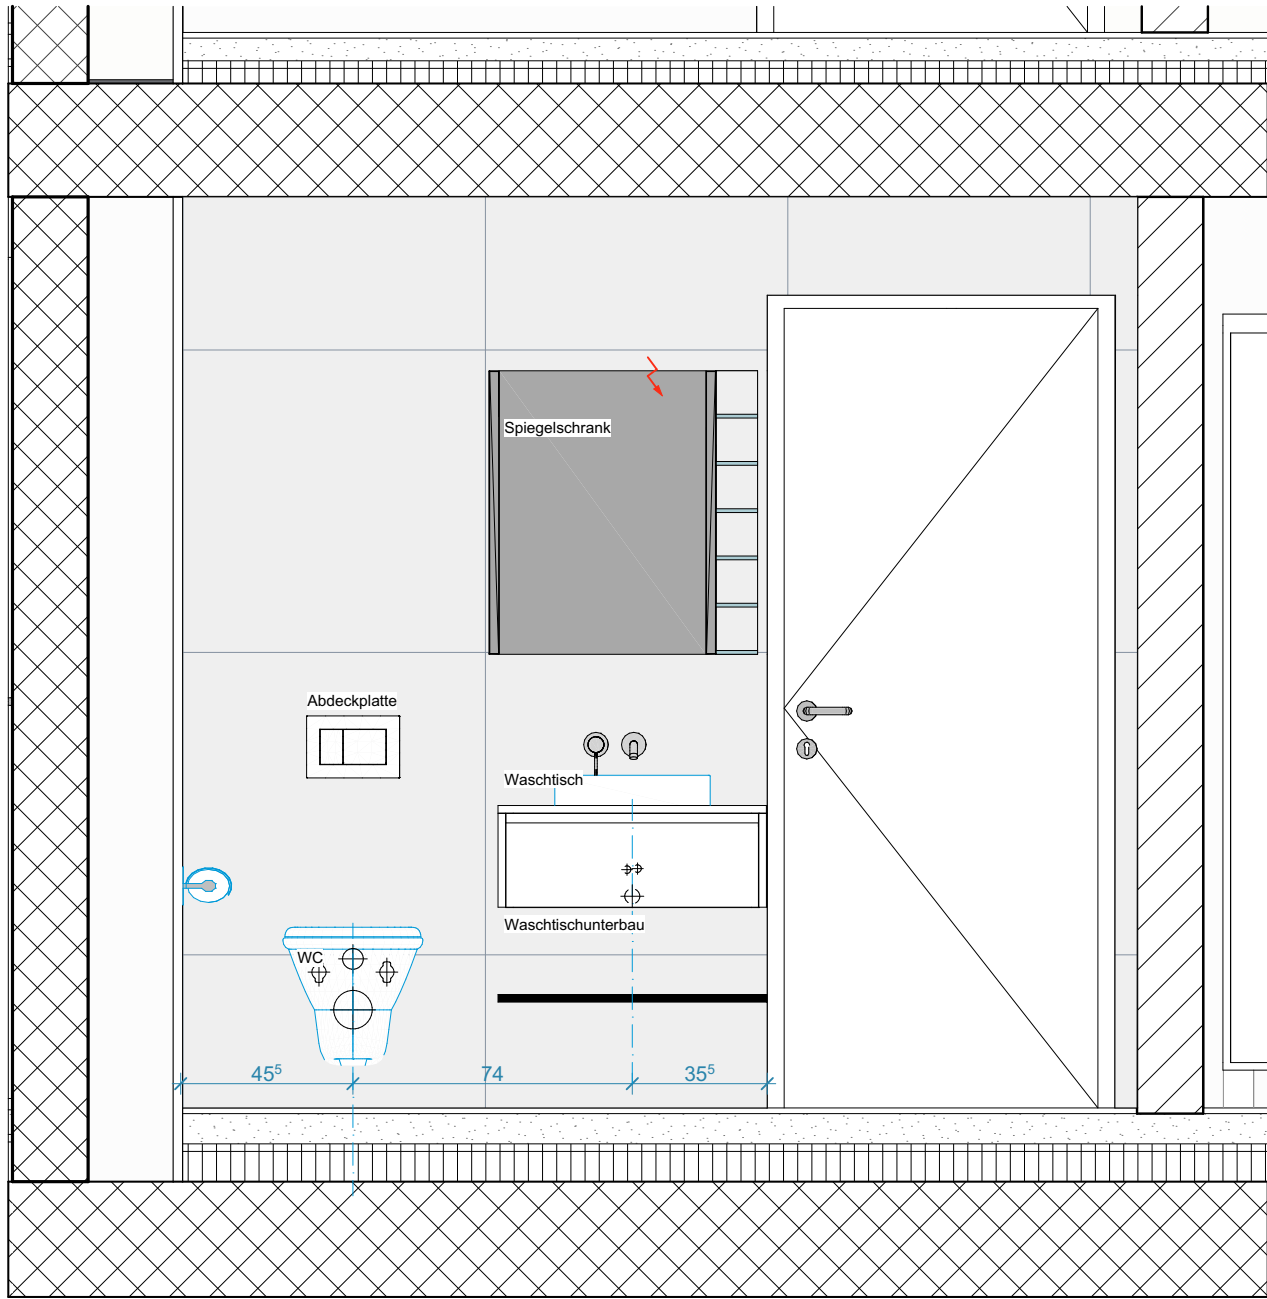 Spiegelschrank
Abdeckplatte
Waschtisch
Waschtischunterbau
WC
45⁵
74
35⁵